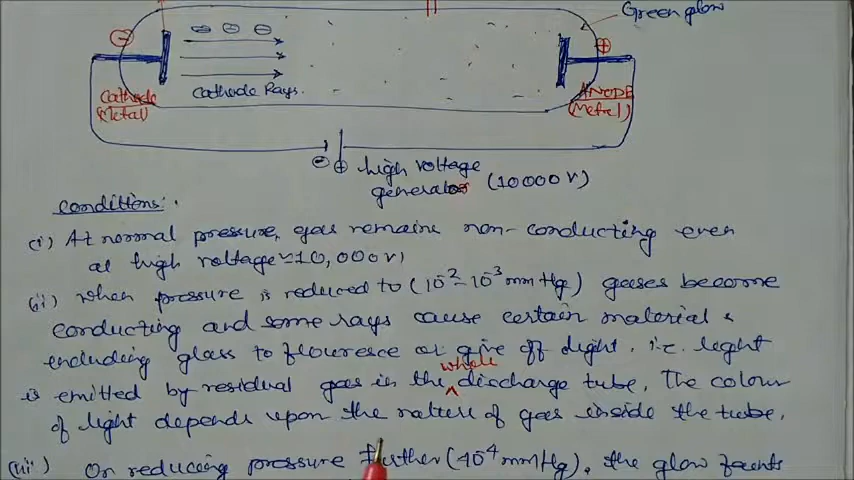 Green glow
⊖ ⊖ ⊖ ⊖ ⊕
Cathode Rays.
Cathode
(Metal)
ANODE
(Metal)
⊖ ⊕ high voltage
generator (10000 V)
conditions:.
(i) At normal pressure, gas remains non-conducting even
at high voltage ≈ 10,000V)
(ii) when pressure is reduced to (10⁻² - 10⁻³ mm Hg) gases become
conducting and some rays cause certain materials
including glass to flouresce or give off light. i.e. light
is emitted by residual gas in the whole discharge tube. The colour
of light depends upon the nature of gas inside the tube.
(iii) On reducing pressure further (10⁻⁴ mm Hg), the glow faints